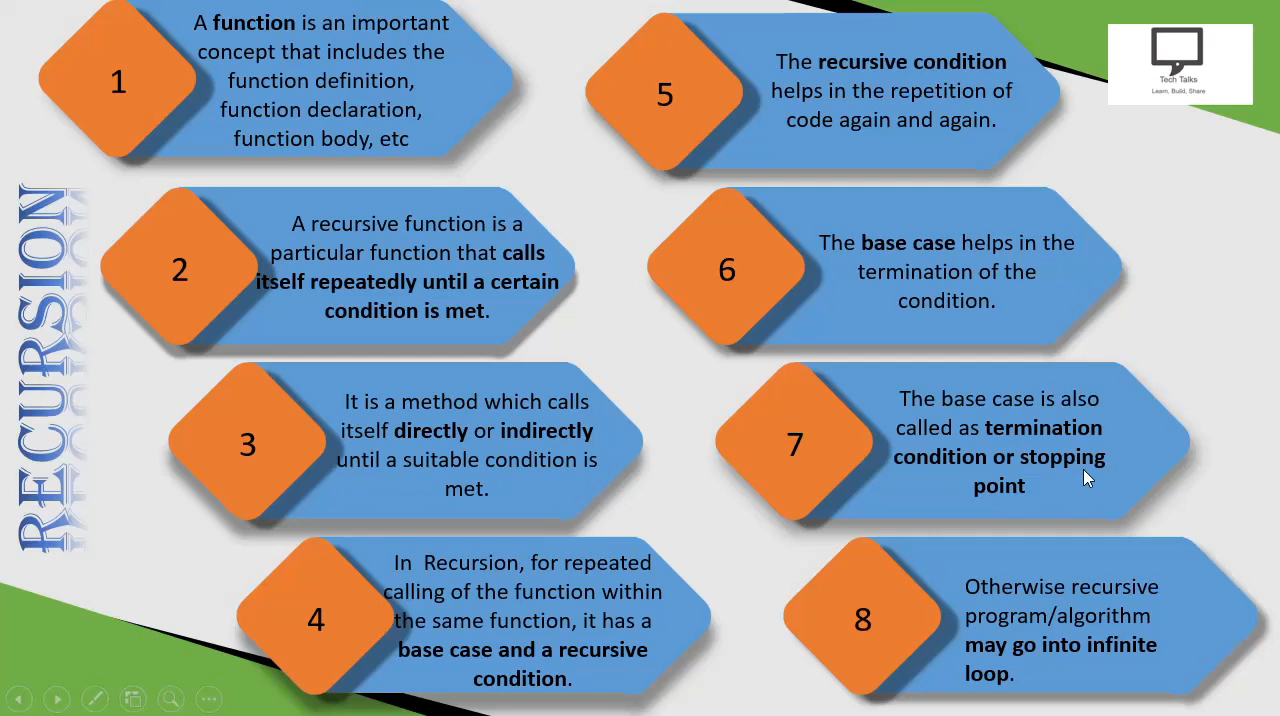 RECURSION
1
A function is an important
concept that includes the
function definition,
function declaration,
function body, etc
2
A recursive function is a
particular function that calls
itself repeatedly until a certain
condition is met.
3
It is a method which calls
itself directly or indirectly
until a suitable condition is
met.
4
In  Recursion, for repeated
calling of the function within
the same function, it has a
base case and a recursive
condition.
5
The recursive condition
helps in the repetition of
code again and again.
6
The base case helps in the
termination of the
condition.
7
The base case is also
called as termination
condition or stopping
point
8
Otherwise recursive
program/algorithm
may go into infinite
loop.
Tech Talks
Learn, Build, Share